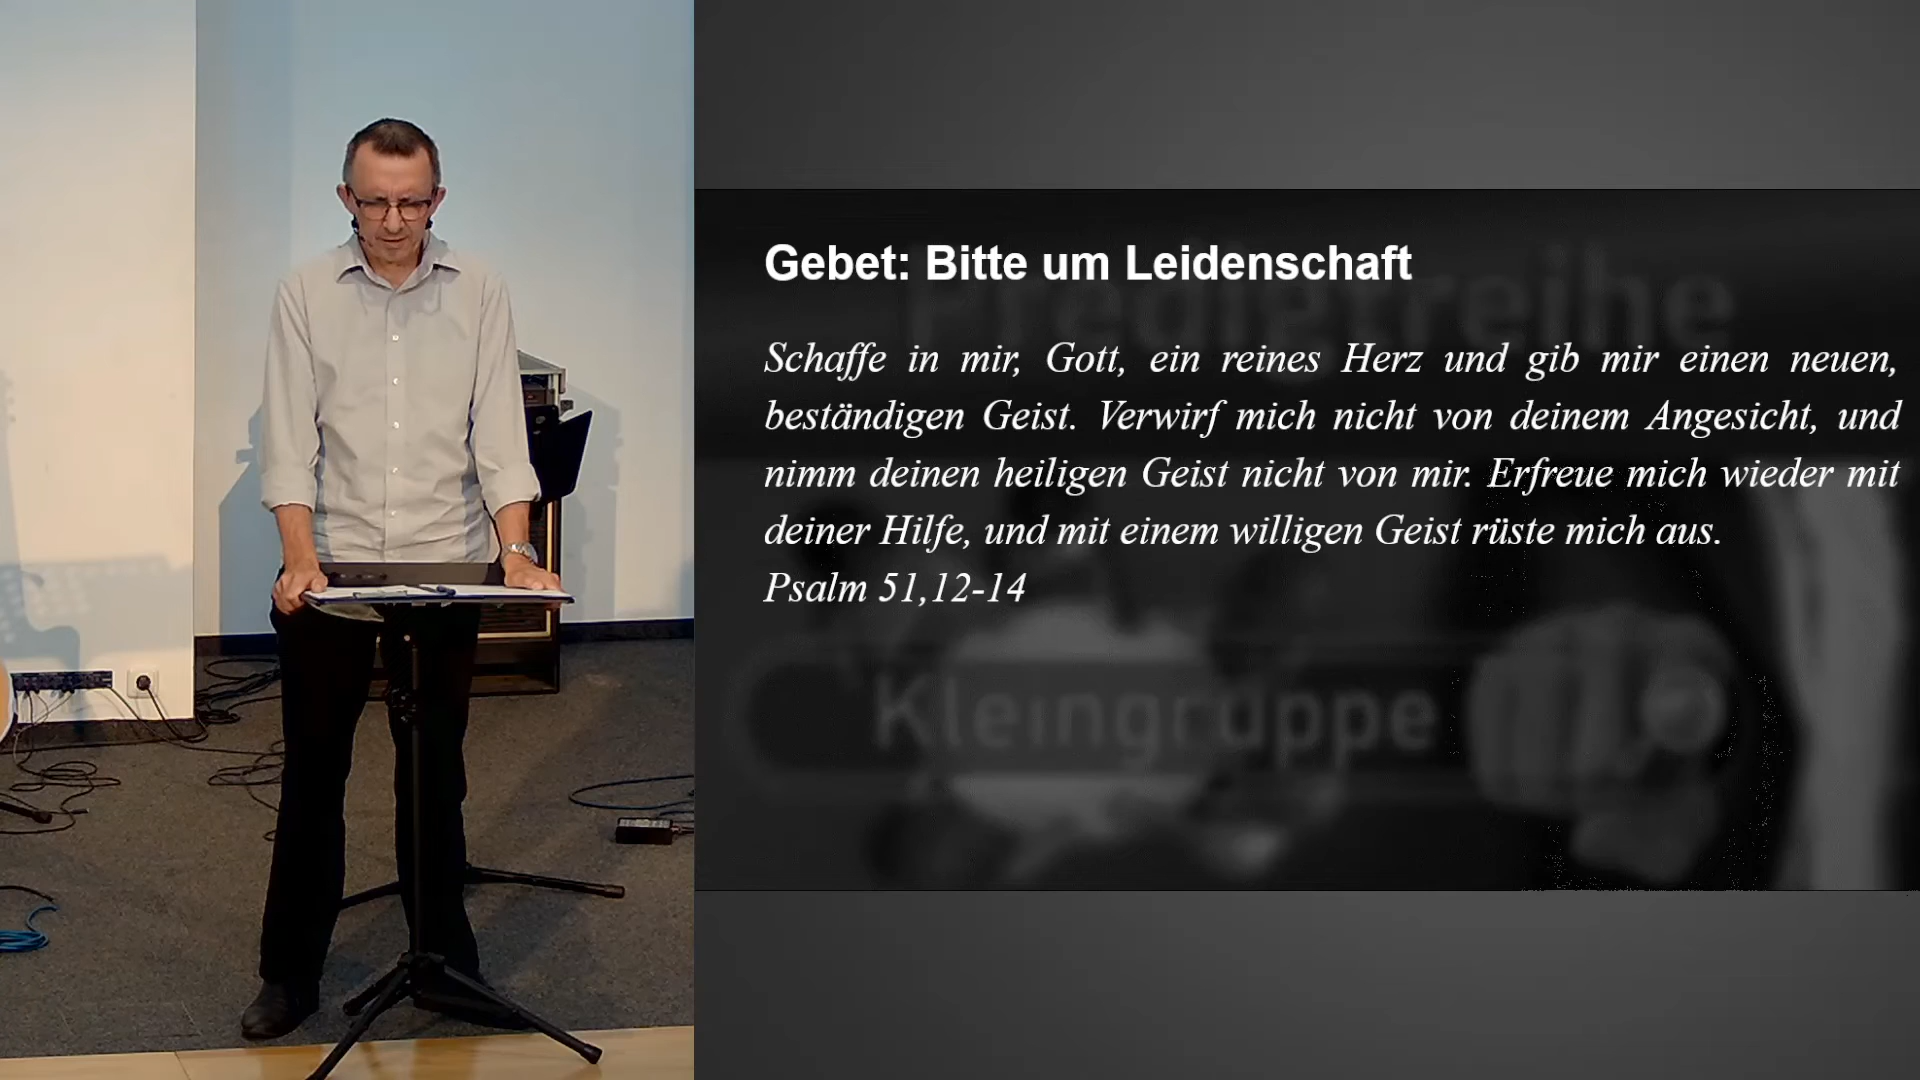 Gebet: Bitte um Leidenschaft
Schaffe in mir, Gott, ein reines Herz und gib mir einen neuen,
beständigen Geist. Verwirf mich nicht von deinem Angesicht, und
nimm deinen heiligen Geist nicht von mir. Erfreue mich wieder mit
deiner Hilfe, und mit einem willigen Geist rüste mich aus.
Psalm 51,12-14
Predigtreihe
Kleingruppe